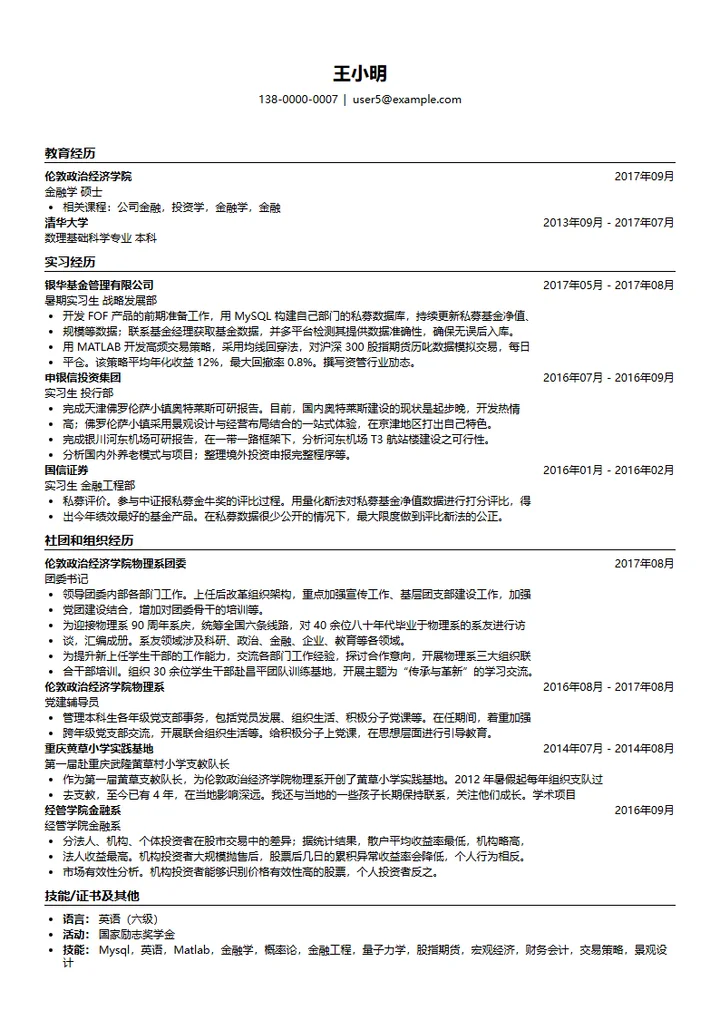 王小明
138-0000-0007 | user5@example.com
教育经历
伦敦政治经济学院 2017年09月
金融学 硕士
• 相关课程：公司金融，投资学，金融学，金融
清华大学 2013年09月 - 2017年07月
数理基础科学专业 本科
实习经历
银华基金管理有限公司 2017年05月 - 2017年08月
暑期实习生 战略发展部
• 开发 FOF 产品的前期准备工作，用 MySQL 构建自己部门的私募数据库，持续更新私募基金净值、
• 规模等数据；联系基金经理获取基金数据，并多平台检测其提供数据准确性，确保无误后入库。
• 用 MATLAB 开发高频交易策略，采用均线回穿法，对沪深 300 股指期货历叱数据模拟交易，每日
• 平仓。该策略平均年化收益 12%，最大回撤率 0.8%。撰写资管行业动态。
申银信投资集团 2016年07月 - 2016年09月
实习生 投行部
• 完成天津佛罗伦萨小镇奥特莱斯可研报告。目前，国内奥特莱斯建设的现状是起步晚，开发热情
• 高；佛罗伦萨小镇采用景观设计与经营布局结合的一站式体验，在京津地区打出自己特色。
• 完成银川河东机场可研报告，在一带一路框架下，分析河东机场 T3 航站楼建设之可行性。
• 分析国内外养老模式与项目；整理境外投资申报完整程序等。
国信证券 2016年01月 - 2016年02月
实习生 金融工程部
• 私募评价。参与中证报私募金牛奖的评比过程。用量化斱法对私募基金净值数据进行打分评比，得
• 出今年绩效最好的基金产品。在私募数据很少公开的情况下，最大限度做到评比斱法的公正。
社团和组织经历
伦敦政治经济学院物理系团委 2017年08月
团委书记
• 领导团委内部各部门工作。上任后改革组织架构，重点加强宣传工作、基层团支部建设工作，加强
• 党团建设结合，增加对团委骨干的培训等。
• 为迎接物理系 90 周年系庆，统筹全国六条线路，对 40 余位八十年代毕业于物理系的系友进行访
• 谈，汇编成册。系友领域涉及科研、政治、金融、企业、教育等各领域。
• 为提升新上任学生干部的工作能力，交流各部门工作经验，探讨合作意向，开展物理系三大组织联
• 合干部培训。组织 30 余位学生干部赴昌平团队训练基地，开展主题为“传承与革新”的学习交流。
伦敦政治经济学院物理系 2016年08月 - 2017年08月
党建辅导员
• 管理本科生各年级党支部事务，包括党员发展、组织生活、积极分子党课等。在任期间，着重加强
• 跨年级党支部交流，开展联合组织生活等。给积极分子上党课，在思想层面进行引导教育。
重庆黄草小学实践基地 2014年07月 - 2014年08月
第一届赴重庆武隆黄草村小学支教队长
• 作为第一届黄草支教队长，为伦敦政治经济学院物理系开创了黄草小学实践基地。2012 年暑假起每年组织支队过
• 去支教，至今已有 4 年，在当地影响深远。我还与当地的一些孩子长期保持联系，关注他们成长。学术项目
经管学院金融系 2016年09月
经管学院金融系
• 分法人、机构、个体投资者在股市交易中的差异；据统计结果，散户平均收益率最低，机构略高，
• 法人收益最高。机构投资者大规模抛售后，股票后几日的累积异常收益率会降低，个人行为相反。
• 市场有效性分析。机构投资者能够识别价格有效性高的股票，个人投资者反之。
技能/证书及其他
• 语言： 英语（六级）
• 活动： 国家励志奖学金
• 技能： Mysql，英语，Matlab，金融学，概率论，金融工程，量子力学，股指期货，宏观经济，财务会计，交易策略，景观设
计